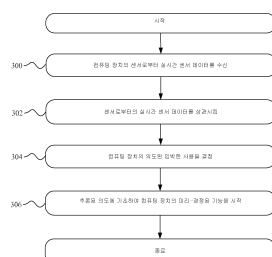 시작
300
컴퓨팅 장치의 센서로부터 실시간 센서 데이터를 수신
302
센서로부터의 실시간 센서 데이터를 상관시킴
304
컴퓨팅 장치의 의도된 임박한 사용을 결정
306
추론된 의도에 기초하여 컴퓨팅 장치의 미리-결정된 기능을 시작
종료